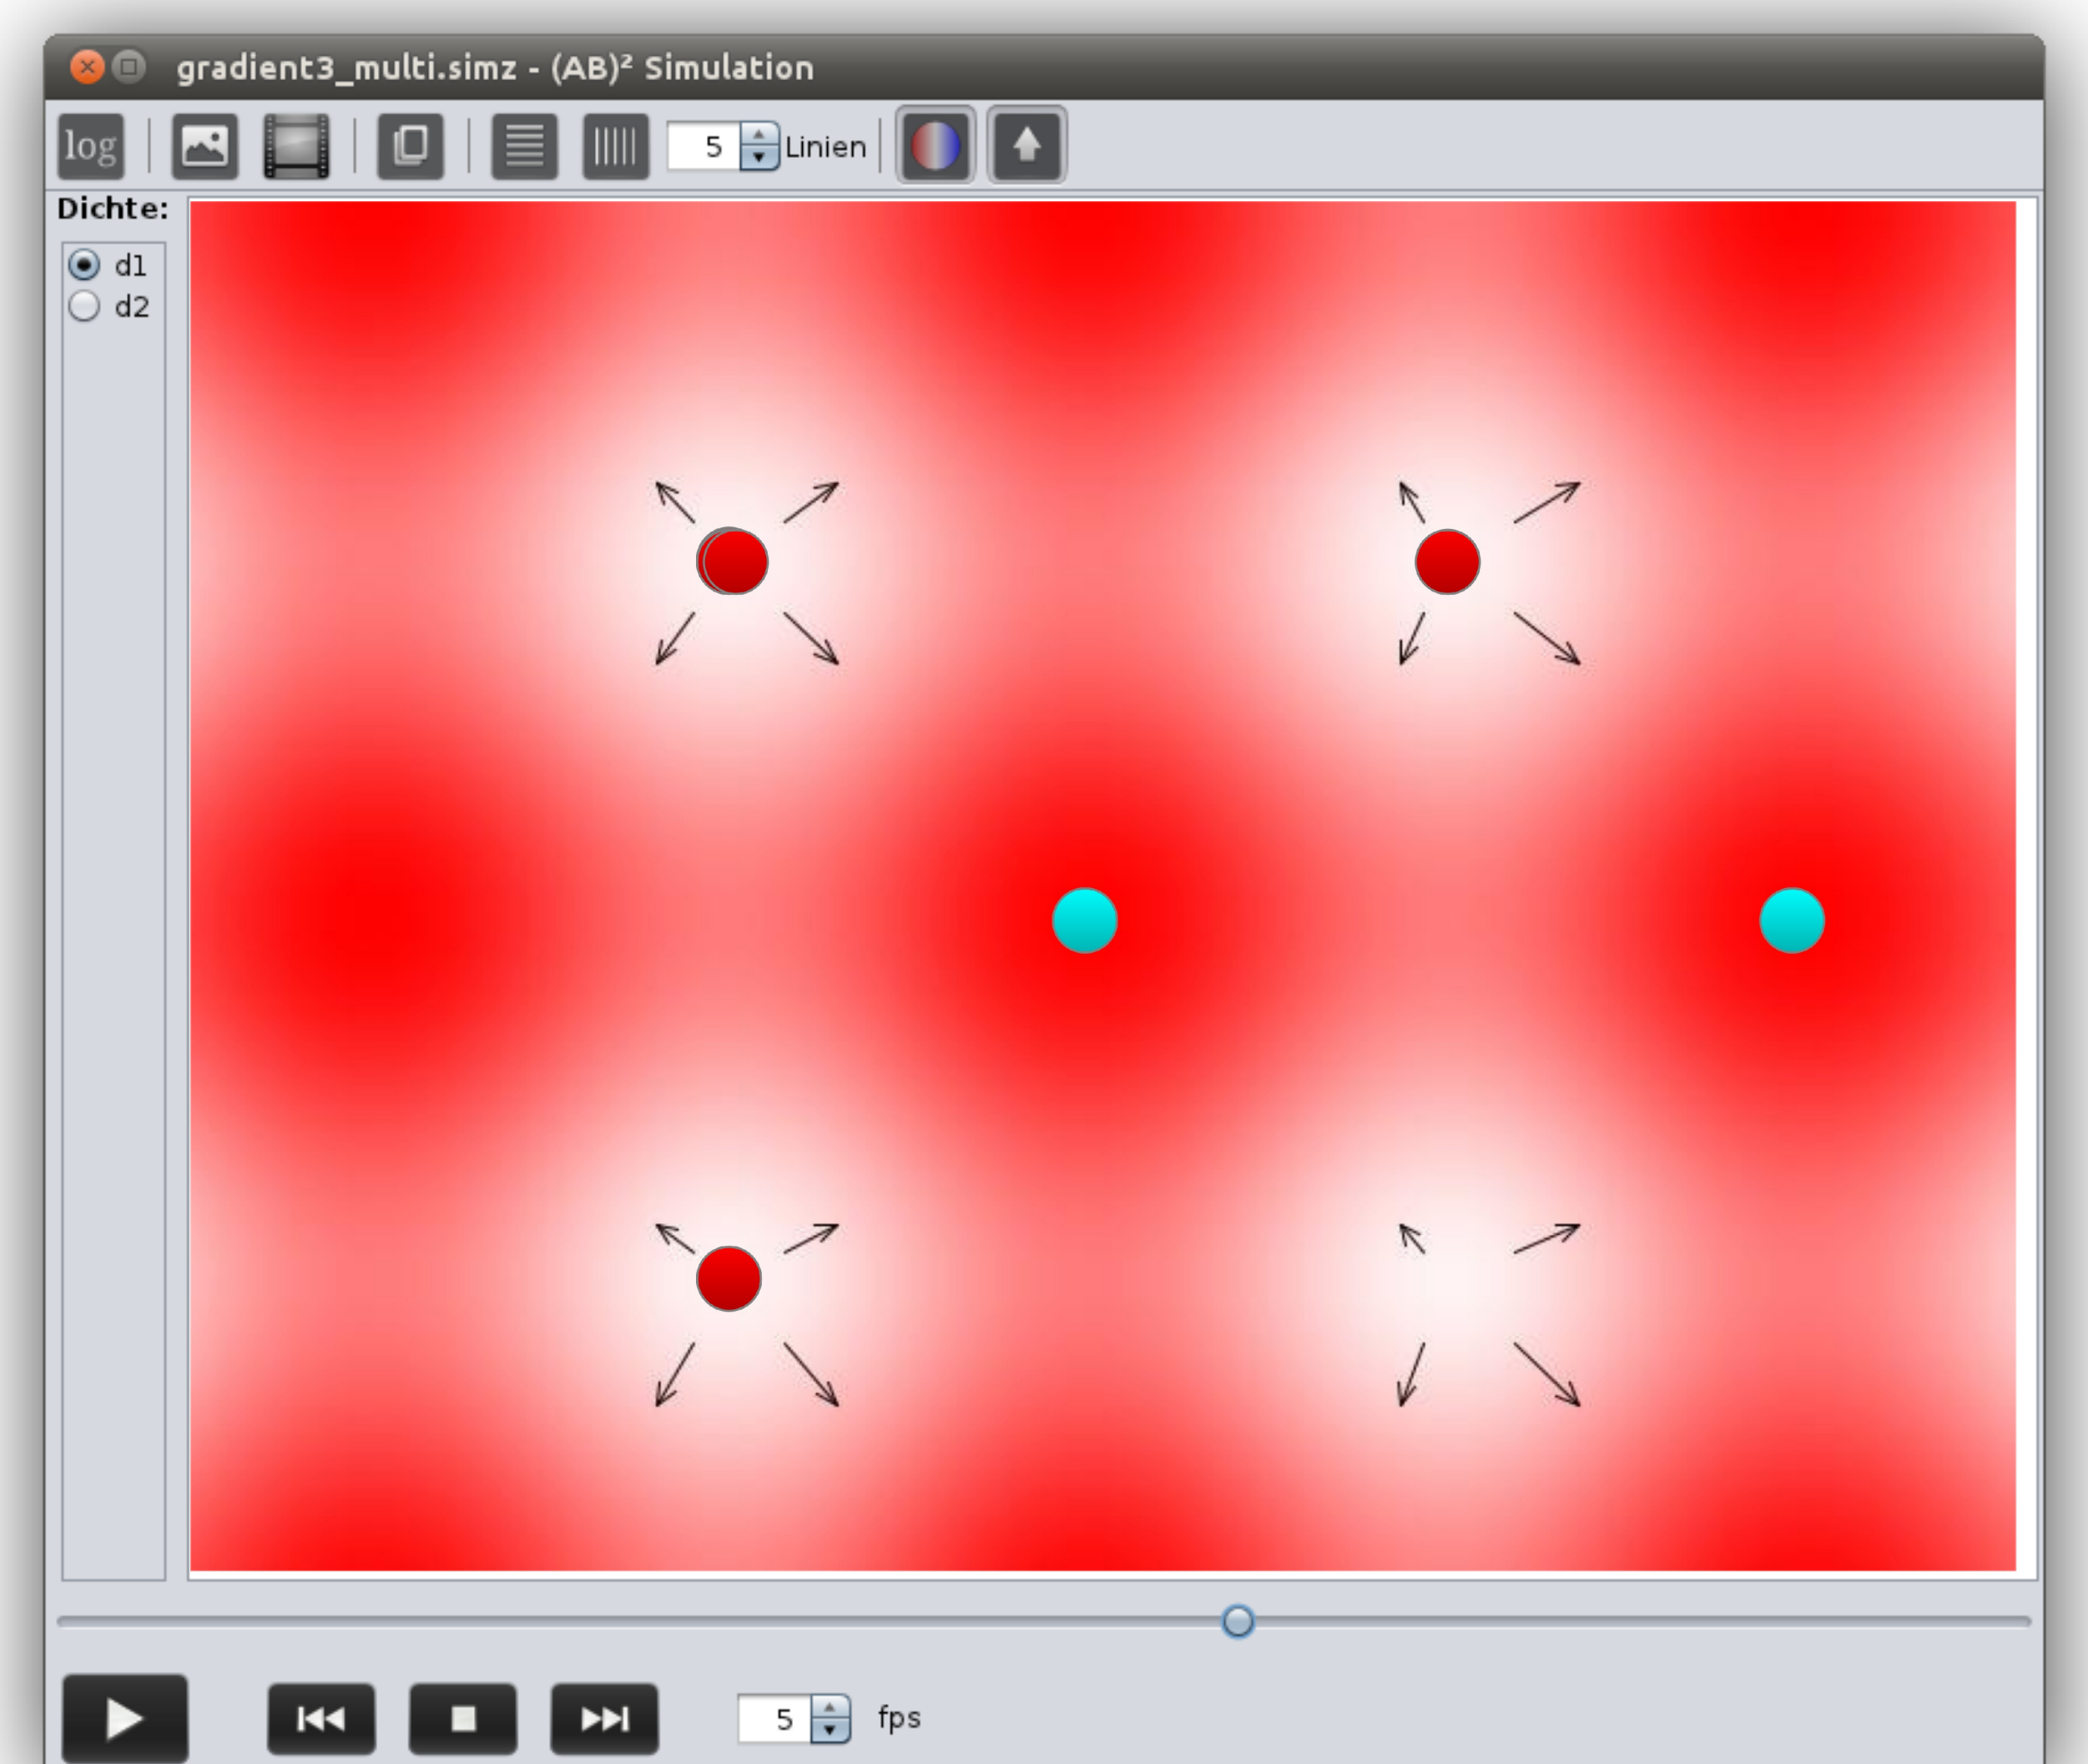 gradient3_multi.simz - (AB)² Simulation
log 5 Linien
Dichte:
d1
d2
5 fps